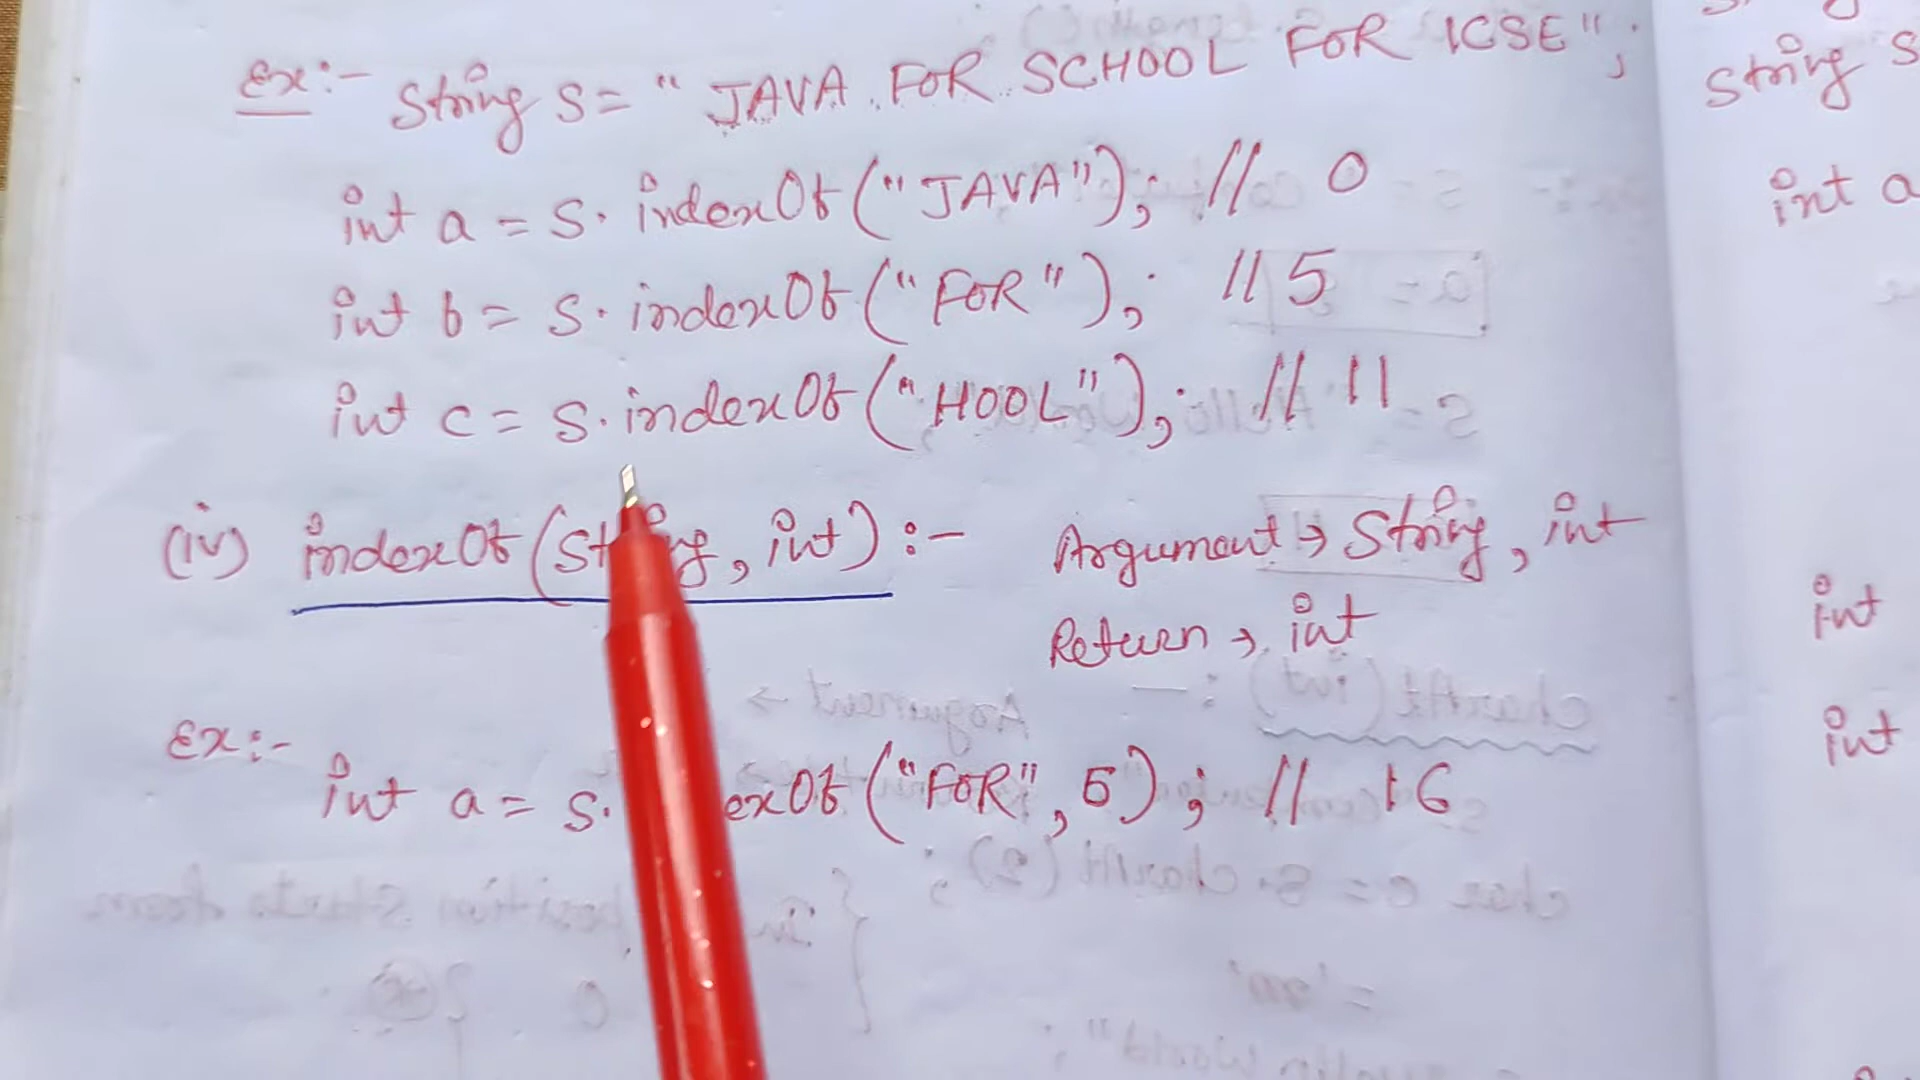 Ex:- String S = "JAVA FOR SCHOOL FOR ICSE";
int a = S.indexOf("JAVA"); // 0
int b = S.indexOf("FOR"); // 5
int c = S.indexOf("HOOL"); // 11
(iv) indexOf(String, int) :- Argument → String, int
Return → int
Ex:-
int a = S. exOf("FOR", 5); // 16
String S
int a
int
int